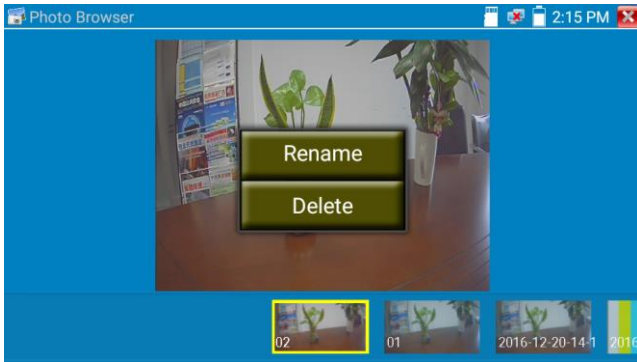 Photo Browser
2:15 PM
Rename
Delete
02
01
2016-12-20-14-1
2016